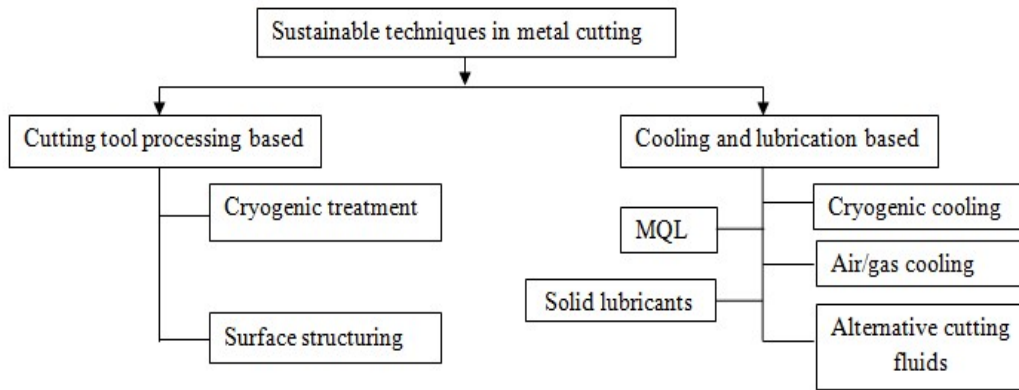 Sustainable techniques in metal cutting
Cutting tool processing based
Cryogenic treatment
Surface structuring
Cooling and lubrication based
MQL
Solid lubricants
Cryogenic cooling
Air/gas cooling
Alternative cutting
fluids